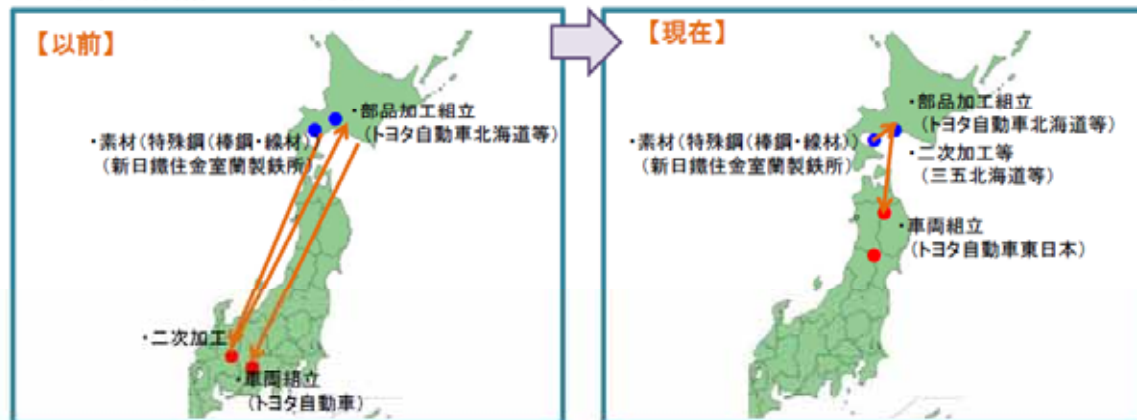 【以前】
・部品加工組立
(トヨタ自動車北海道等)
・素材(特殊鋼(棒鋼・線材))
(新日鐵住金室蘭製鉄所)
・二次加工
・車両組立
(トヨタ自動車)
【現在】
・部品加工組立
(トヨタ自動車北海道等)
・素材(特殊鋼(棒鋼・線材))
(新日鐵住金室蘭製鉄所)
・二次加工等
(三五北海道等)
・車両組立
(トヨタ自動車東日本)